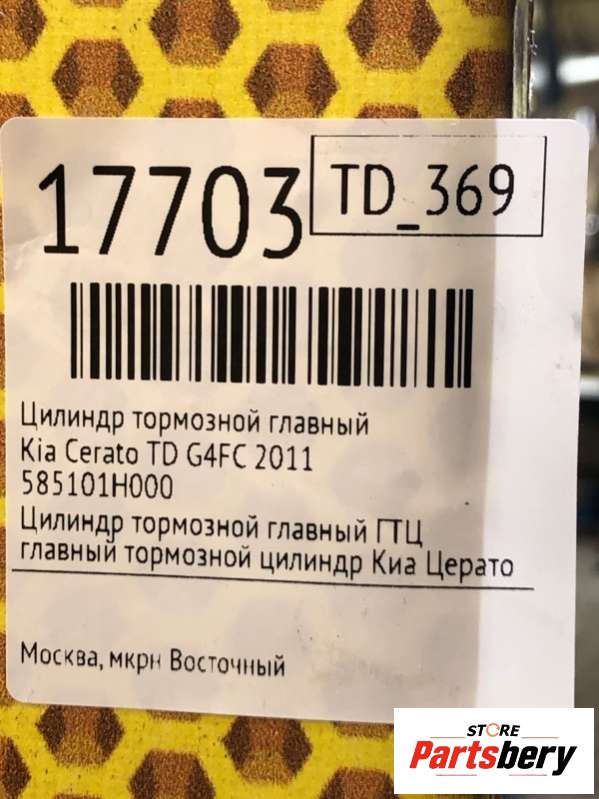 17703
TD_369
Цилиндр тормозной главный
Kia Cerato TD G4FC 2011
585101H000
Цилиндр тормозной главный ГТЦ
главный тормозной цилиндр Киа Церато
Москва, мкрн Восточный
STORE
Partsbery